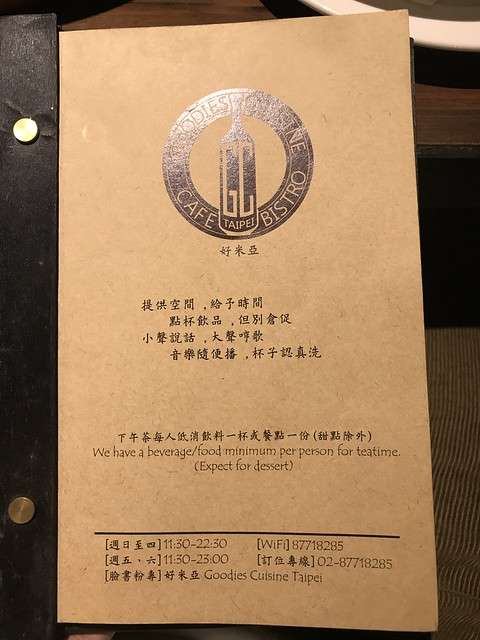 GOODIES CUISINE
GC
TAIPEI
CAFE BISTRO
好米亞
提供空間,給予時間
點杯飲品,但別倉促
小聲說話,大聲哼歌
音樂隨便播,杯子認真洗
下午茶每人低消飲料一杯或餐點一份(甜點除外)
We have a beverage/food minimum per person for teatime.
(Expect for dessert)
[週日至四]11:30-22:30 [WiFi]87718285
[週五、六]11:30-23:00 [訂位專線]02-87718285
[臉書粉專]好米亞 Goodies Cuisine Taipei